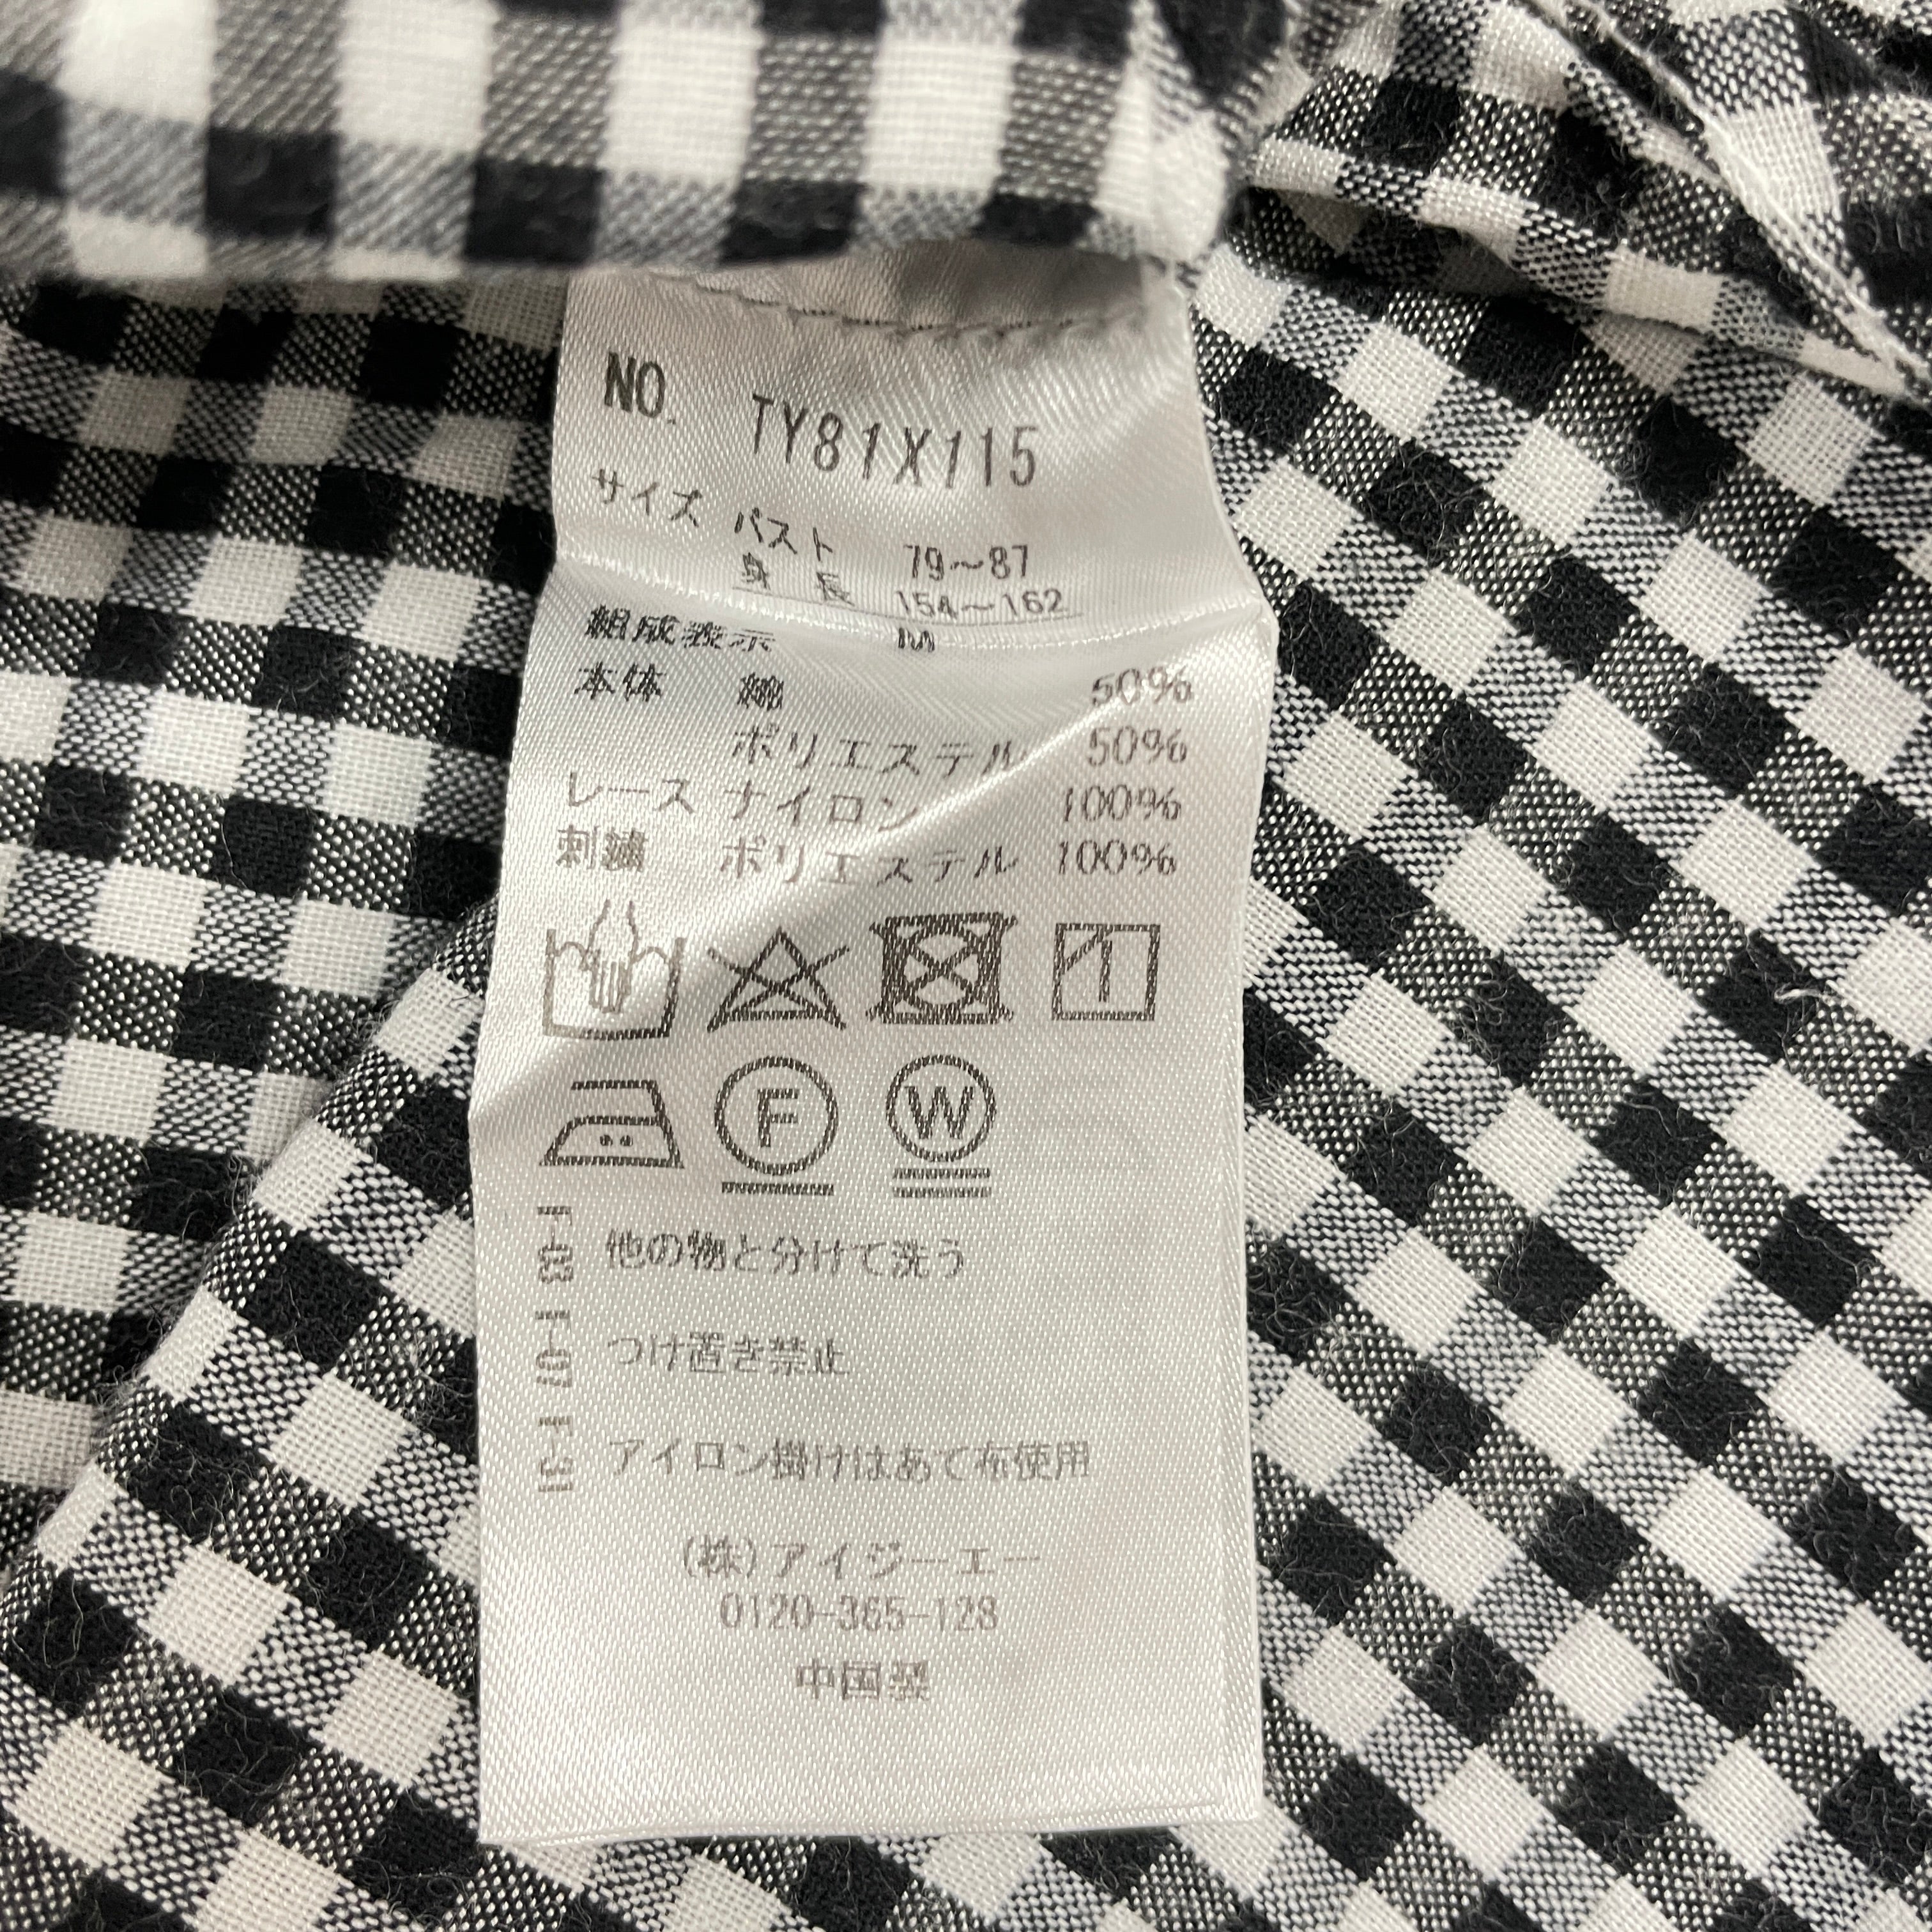 NO. TY81X115
サイズ バスト 79～87
身長 154～162
M
組成表示
本体 綿 50%
ポリエステル 50%
レース ナイロン 100%
刺繍 ポリエステル 100%
F W
F-03 他の物と分けて洗う
F-07 つけ置き禁止
F-31 アイロン掛けはあて布使用
(株)アイジーエー
0120-365-128
中国製